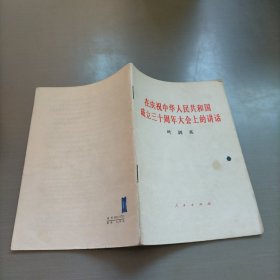 在庆祝中华人民共和国
成立三十周年大会上的讲话
叶剑英
人民出版社